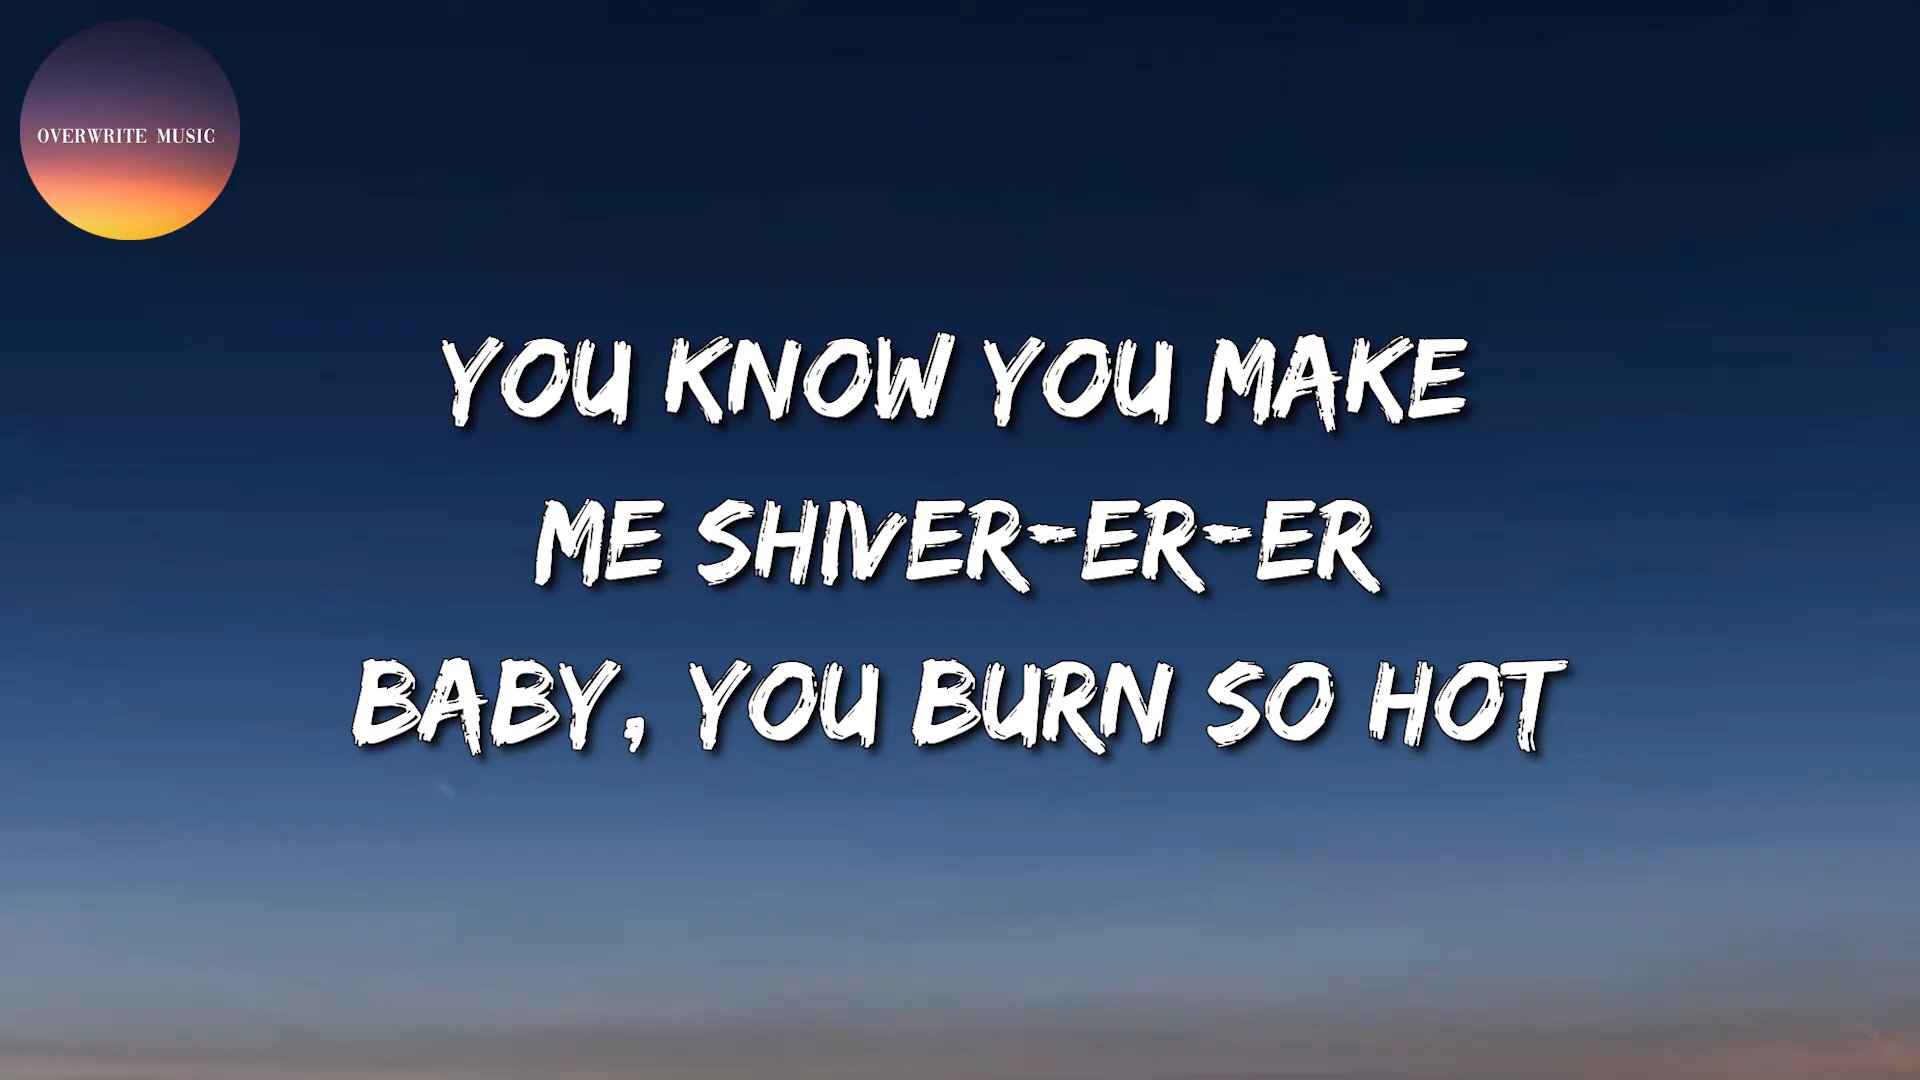 OVERWRITE MUSIC
YOU KNOW YOU MAKE
ME SHIVER-ER-ER
BABY, YOU BURN SO HOT